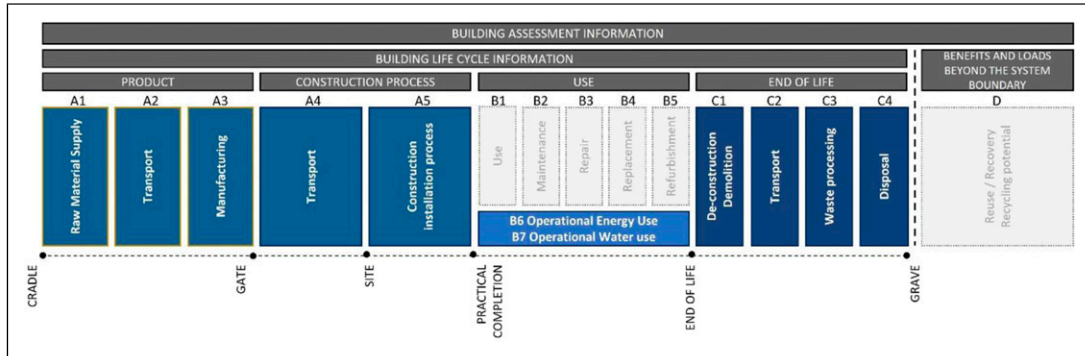 BUILDING ASSESSMENT INFORMATION
BUILDING LIFE CYCLE INFORMATION
BENEFITS AND LOADS
BEYOND THE SYSTEM
BOUNDARY
PRODUCT
CONSTRUCTION PROCESS
USE
END OF LIFE
A1
A2
A3
A4
A5
B1
B2
B3
B4
B5
C1
C2
C3
C4
D
Raw Material Supply
Transport
Manufacturing
Transport
Construction
installation process
Use
Maintenance
Repair
Replacement
Refurbishment
De-construction
Demolition
Transport
Waste processing
Disposal
Reuse / Recovery
Recycling potential
B6 Operational Energy Use
B7 Operational Water use
CRADLE
GATE
SITE
PRACTICAL
COMPLETION
END OF LIFE
GRAVE